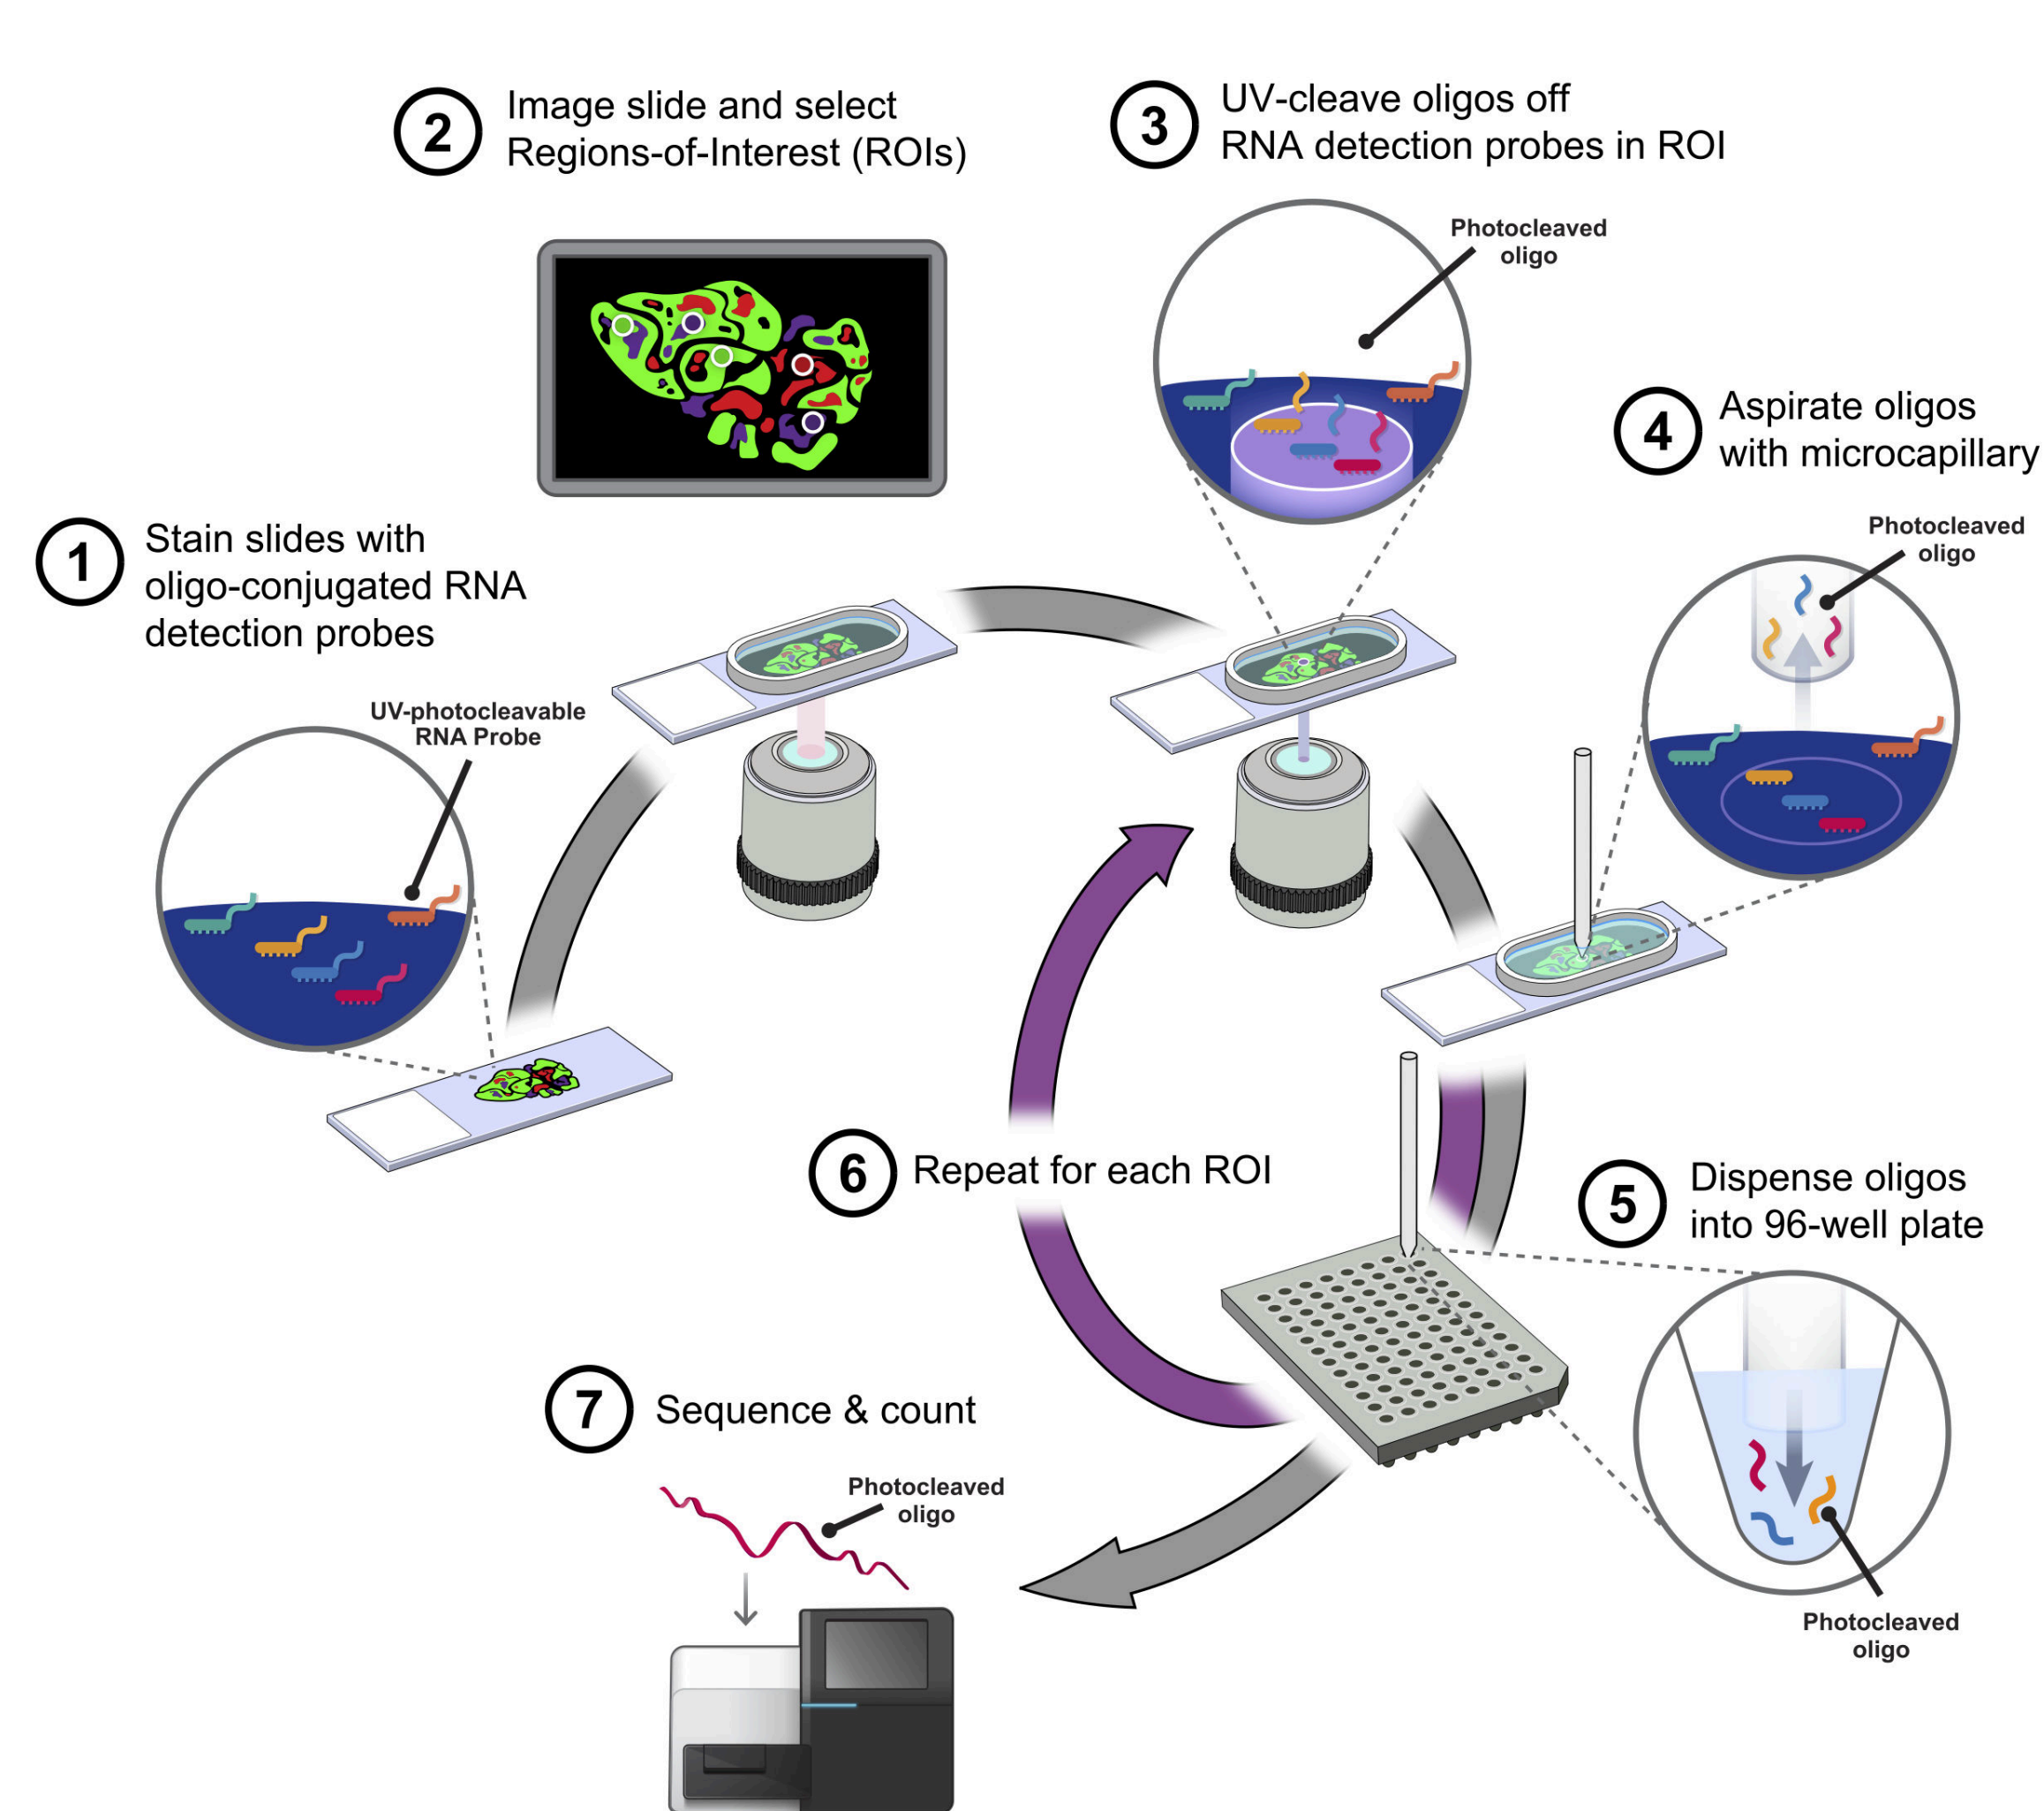 1
Stain slides with
oligo-conjugated RNA
detection probes
UV-photocleavable
RNA Probe
2
Image slide and select
Regions-of-Interest (ROIs)
3
UV-cleave oligos off
RNA detection probes in ROI
Photocleaved
oligo
4
Aspirate oligos
with microcapillary
Photocleaved
oligo
5
Dispense oligos
into 96-well plate
Photocleaved
oligo
6
Repeat for each ROI
7
Sequence & count
Photocleaved
oligo